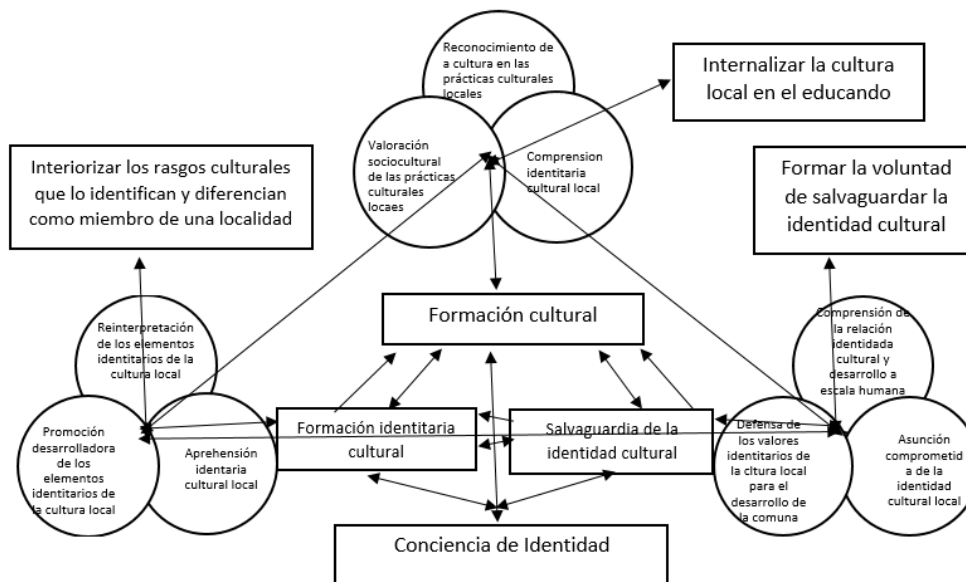 Reconocimiento de
a cultura en las
prácticas culturales
locales
Internalizar la cultura
local en el educando
Valoración
sociocultural
de las prácticas
culturales
locaes
Comprension
identitaria
cultural local
Interiorizar los rasgos culturales
que lo identifican y diferencian
como miembro de una localidad
Formar la voluntad
de salvaguardar la
identidad cultural
Formación cultural
Reinterpretación
de los elementos
identitarios de la
cultura local
Promoción
desarrolladora
de los
elementos
identitarios de
la cultura local
Aprehensión
identaria
cultural local
Formación identitaria
cultural
Salvaguardia de la
identidad cultural
Comprensión de
la relación
identidada
cultural y
desarrollo a
escala humana
Defensa de
los valores
identitarios de
la cltura local
para el
desarrollo de
la comuna
Asunción
comprometid
a de la
identidad
cultural local
Conciencia de Identidad